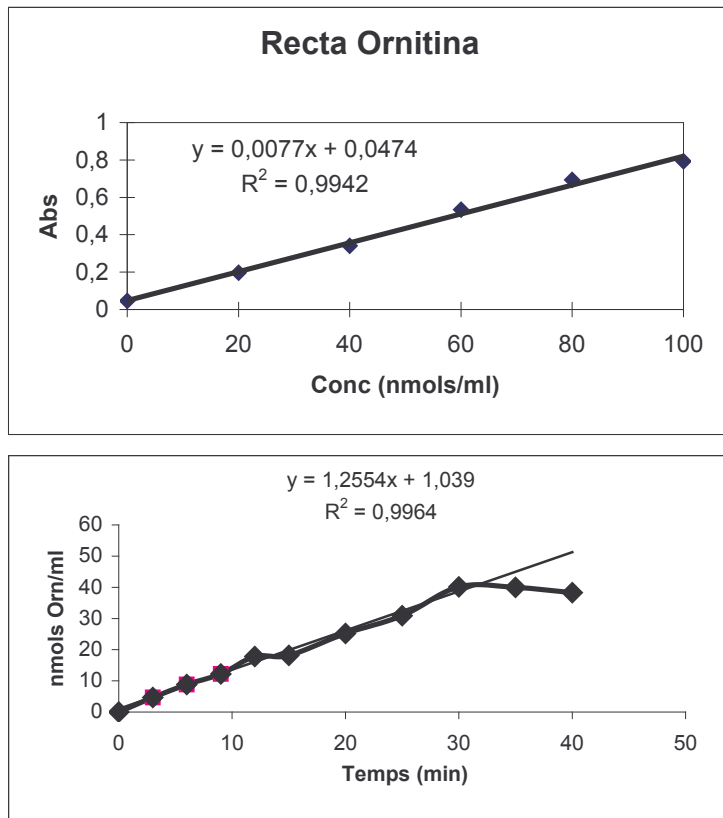 Recta Ornitina
y = 0,0077x + 0,0474
R² = 0,9942
1
0,8
0,6
0,4
0,2
0
Abs
0 20 40 60 80 100
Conc (nmols/ml)
y = 1,2554x + 1,039
R² = 0,9964
60
50
40
30
20
10
0
nmols Orn/ml
0 10 20 30 40 50
Temps (min)